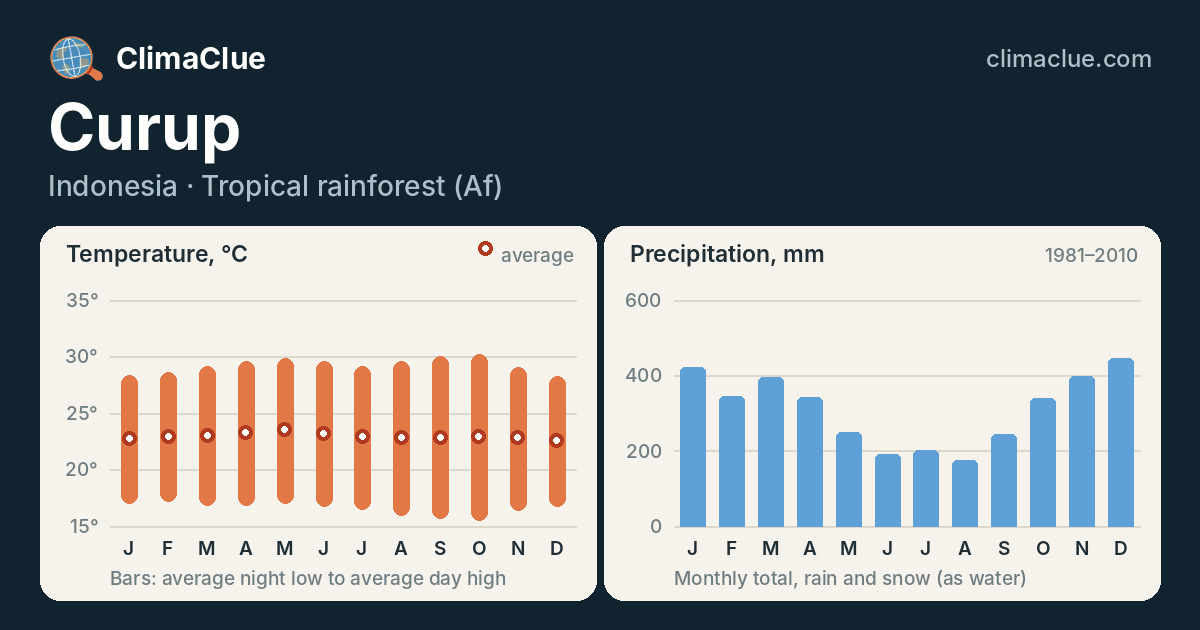 ClimaClue
climaclue.com
Curup
Indonesia · Tropical rainforest (Af)
Temperature, °C
average
35°
30°
25°
20°
15°
J F M A M J J A S O N D
Bars: average night low to average day high
Precipitation, mm
1981–2010
600
400
200
0
J F M A M J J A S O N D
Monthly total, rain and snow (as water)